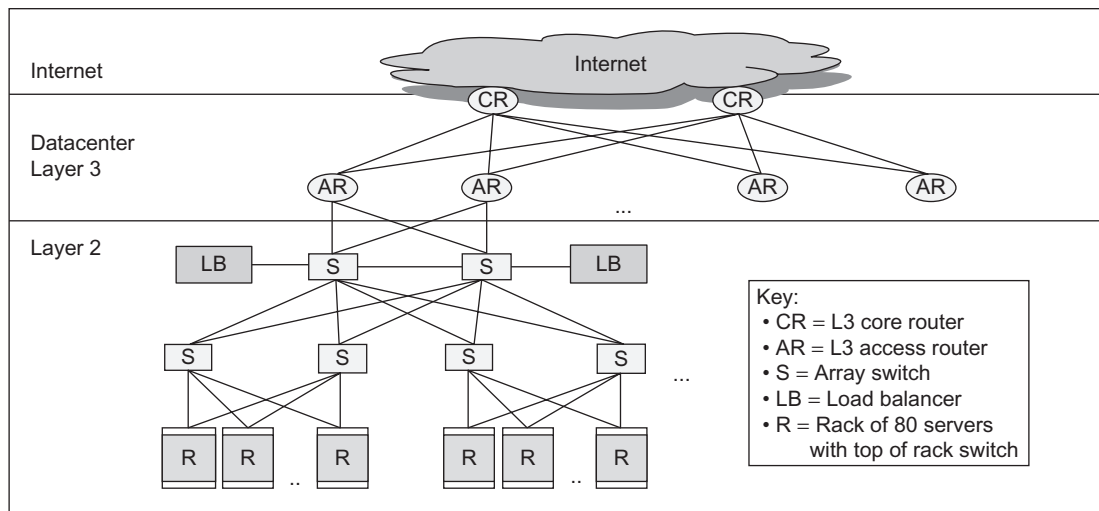 Internet
Internet
CR CR
Datacenter
Layer 3
AR AR AR AR
...
Layer 2
LB S S LB
S S S S
...
R R .. R R R .. R
Key:
• CR = L3 core router
• AR = L3 access router
• S = Array switch
• LB = Load balancer
• R = Rack of 80 servers
with top of rack switch